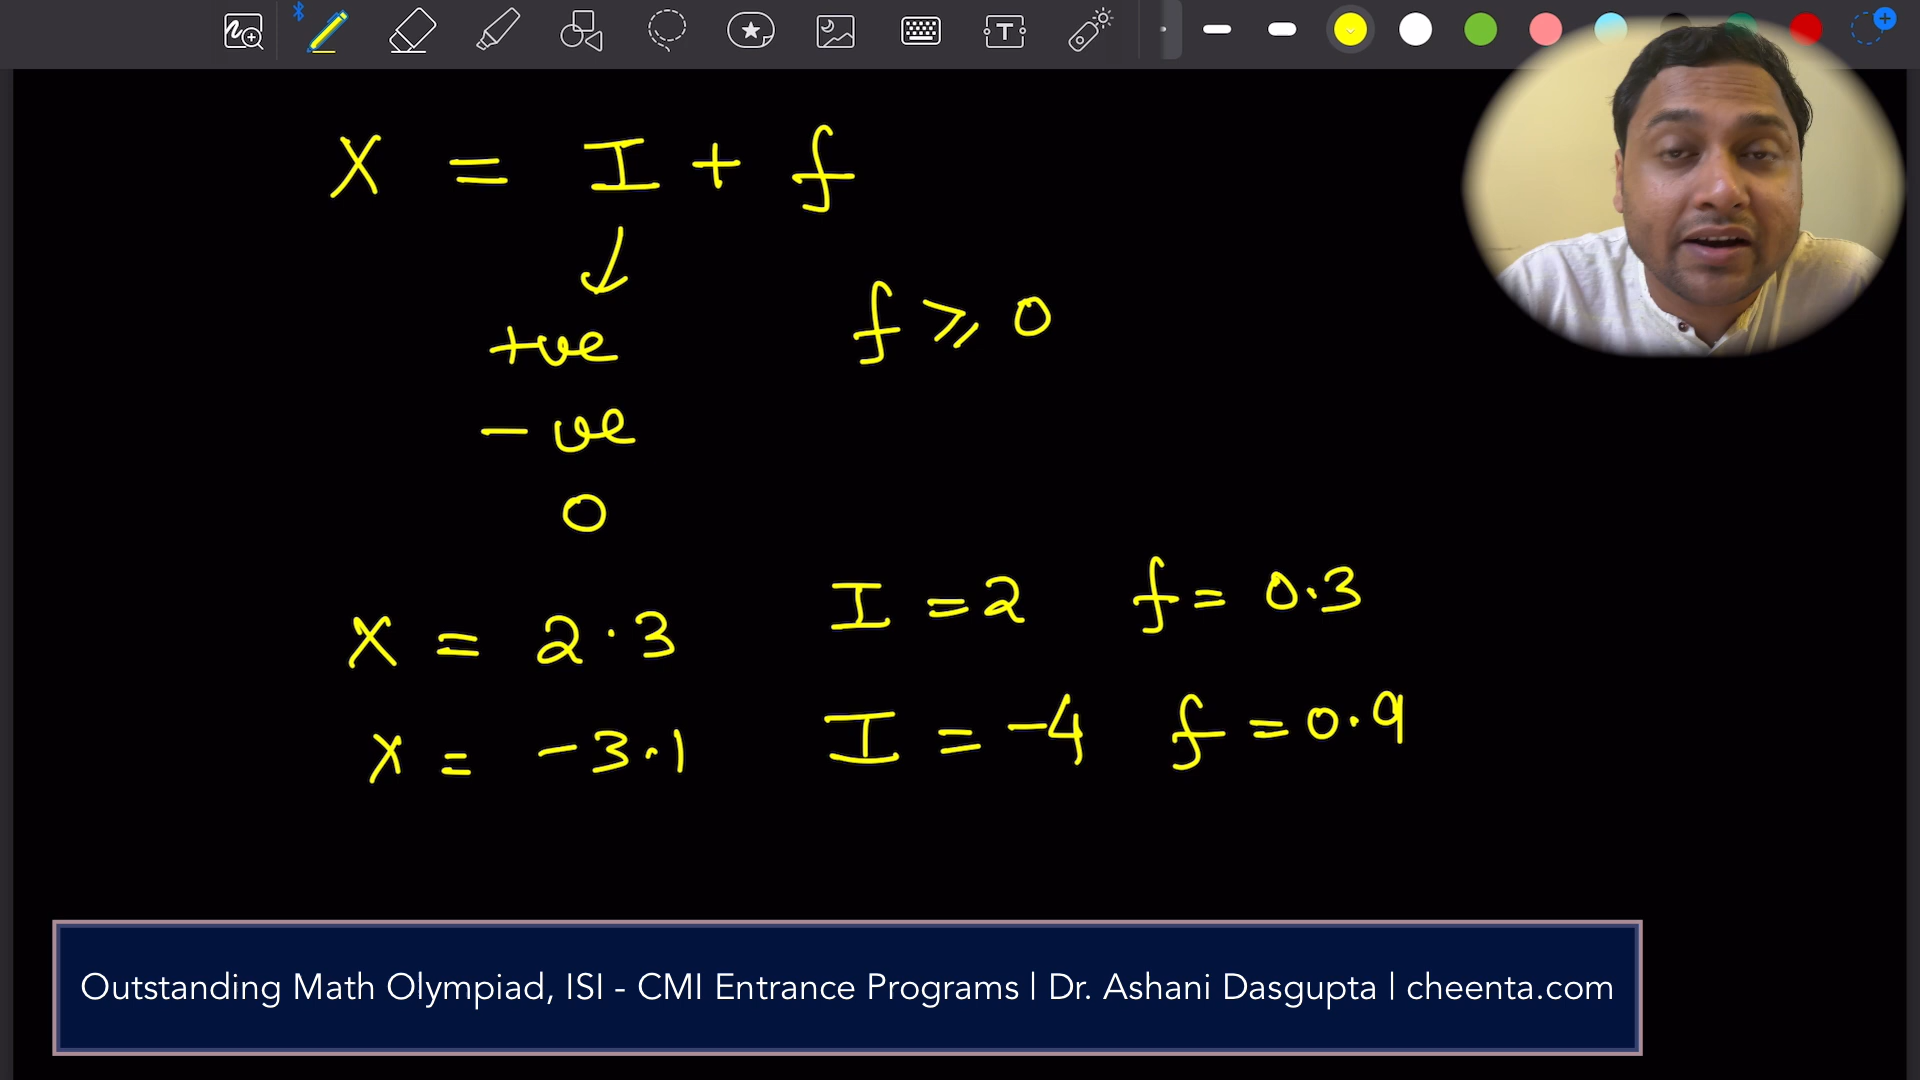 X = I + f
↓
+ve
f ⩾ 0
- ve
0
X = 2.3 I = 2 f = 0.3
X = -3.1 I = -4 f = 0.9
Outstanding Math Olympiad, ISI - CMI Entrance Programs | Dr. Ashani Dasgupta | cheenta.com